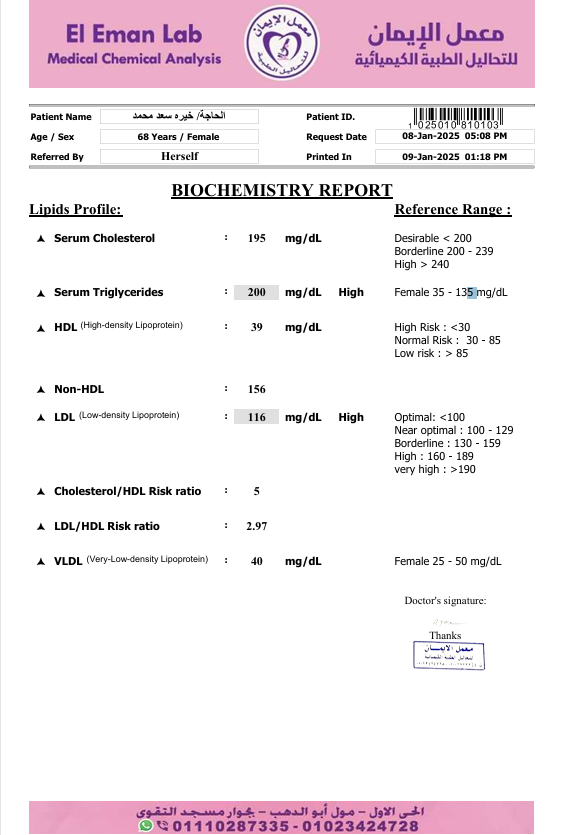 El Eman Lab
Medical Chemical Analysis
معمل الإيمان
للتحاليل الطبية الكيميائية
معمل الإيمان
للتحاليل الطبية
Patient Name الحاجة/ خيره سعد محمد Patient ID. 1025010810103
Age / Sex 68 Years / Female Request Date 08-Jan-2025 05:08 PM
Referred By Herself Printed In 09-Jan-2025 01:18 PM
BIOCHEMISTRY REPORT
Lipids Profile: Reference Range :
Serum Cholesterol : 195 mg/dL Desirable < 200
Borderline 200 - 239
High > 240
Serum Triglycerides : 200 mg/dL High Female 35 - 135 mg/dL
HDL (High-density Lipoprotein) : 39 mg/dL High Risk : <30
Normal Risk : 30 - 85
Low risk : > 85
Non-HDL : 156
LDL (Low-density Lipoprotein) : 116 mg/dL High Optimal: <100
Near optimal : 100 - 129
Borderline : 130 - 159
High : 160 - 189
very high : >190
Cholesterol/HDL Risk ratio : 5
LDL/HDL Risk ratio : 2.97
VLDL (Very-Low-density Lipoprotein) : 40 mg/dL Female 25 - 50 mg/dL
Doctor's signature:
Thanks
معمل الايمان
للتحاليل الطبية الكيميائية
الحى الاول - مول أبو الدهب - بجوار مسجد التقوى
01110287335 - 01023424728